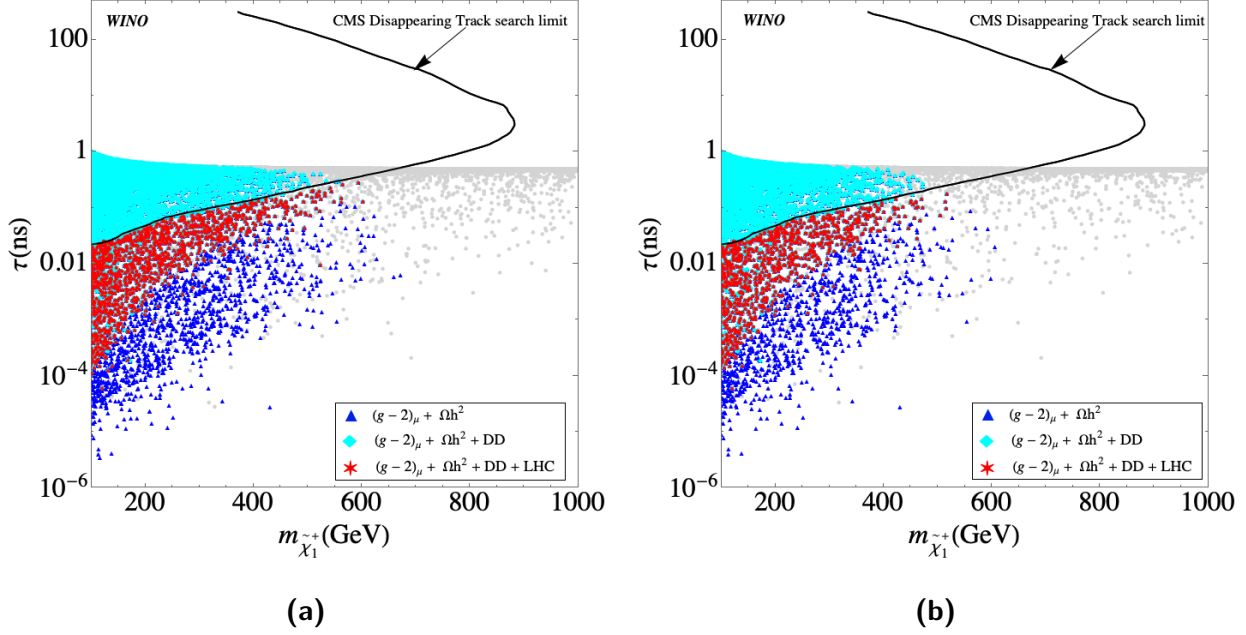 WINO
CMS Disappearing Track search limit
100
1
0.01
10⁻⁴
10⁻⁶
τ(ns)
(g − 2)μ + Ωh²
(g − 2)μ + Ωh² + DD
(g − 2)μ + Ωh² + DD + LHC
200 400 600 800 1000
m_χ̃₁⁺(GeV)
(a)
WINO
CMS Disappearing Track search limit
100
1
0.01
10⁻⁴
10⁻⁶
τ(ns)
(g − 2)μ + Ωh²
(g − 2)μ + Ωh² + DD
(g − 2)μ + Ωh² + DD + LHC
200 400 600 800 1000
m_χ̃₁⁺(GeV)
(b)